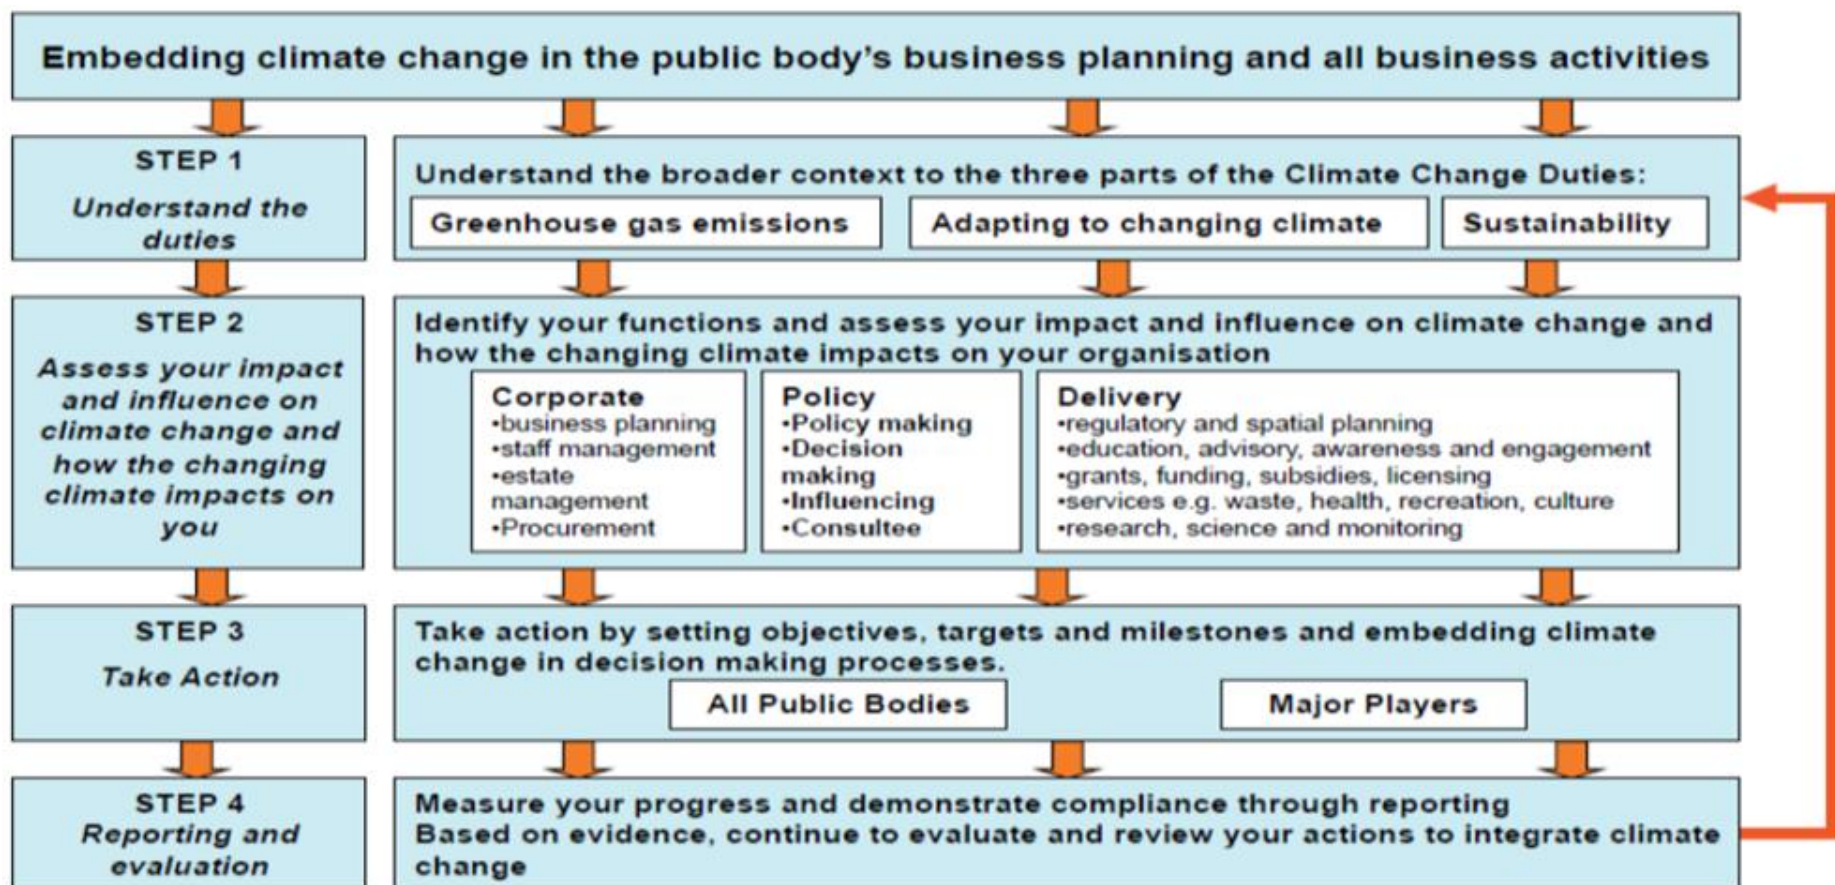 Embedding climate change in the public body's business planning and all business activities
STEP 1
Understand the
duties
Understand the broader context to the three parts of the Climate Change Duties:
Greenhouse gas emissions
Adapting to changing climate
Sustainability
STEP 2
Assess your impact
and influence on
climate change and
how the changing
climate impacts on
you
Identify your functions and assess your impact and influence on climate change and
how the changing climate impacts on your organisation
Corporate
•business planning
•staff management
•estate
management
•Procurement
Policy
•Policy making
•Decision
making
•Influencing
•Consultee
Delivery
•regulatory and spatial planning
•education, advisory, awareness and engagement
•grants, funding, subsidies, licensing
•services e.g. waste, health, recreation, culture
•research, science and monitoring
STEP 3
Take Action
Take action by setting objectives, targets and milestones and embedding climate
change in decision making processes.
All Public Bodies
Major Players
STEP 4
Reporting and
evaluation
Measure your progress and demonstrate compliance through reporting
Based on evidence, continue to evaluate and review your actions to integrate climate
change